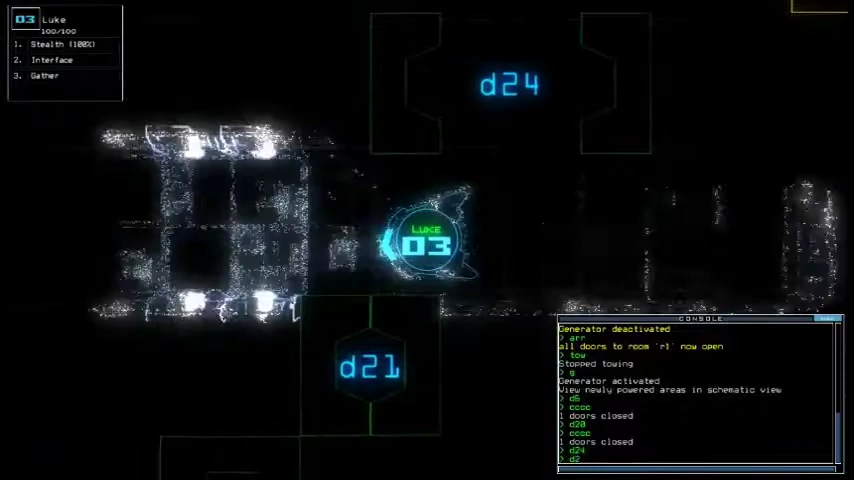 03 Luke
100/100
1. Stealth (100%)
2. Interface
3. Gather
d24
LUKE
03
d21
CONSOLE
Generator deactivated
> arr
all doors to room 'r1' now open
> tow
Stopped towing
> g
Generator activated
View newly powered areas in schematic view
> d6
> cccc
1 doors closed
> d20
> cccc
1 doors closed
> d24
> d2